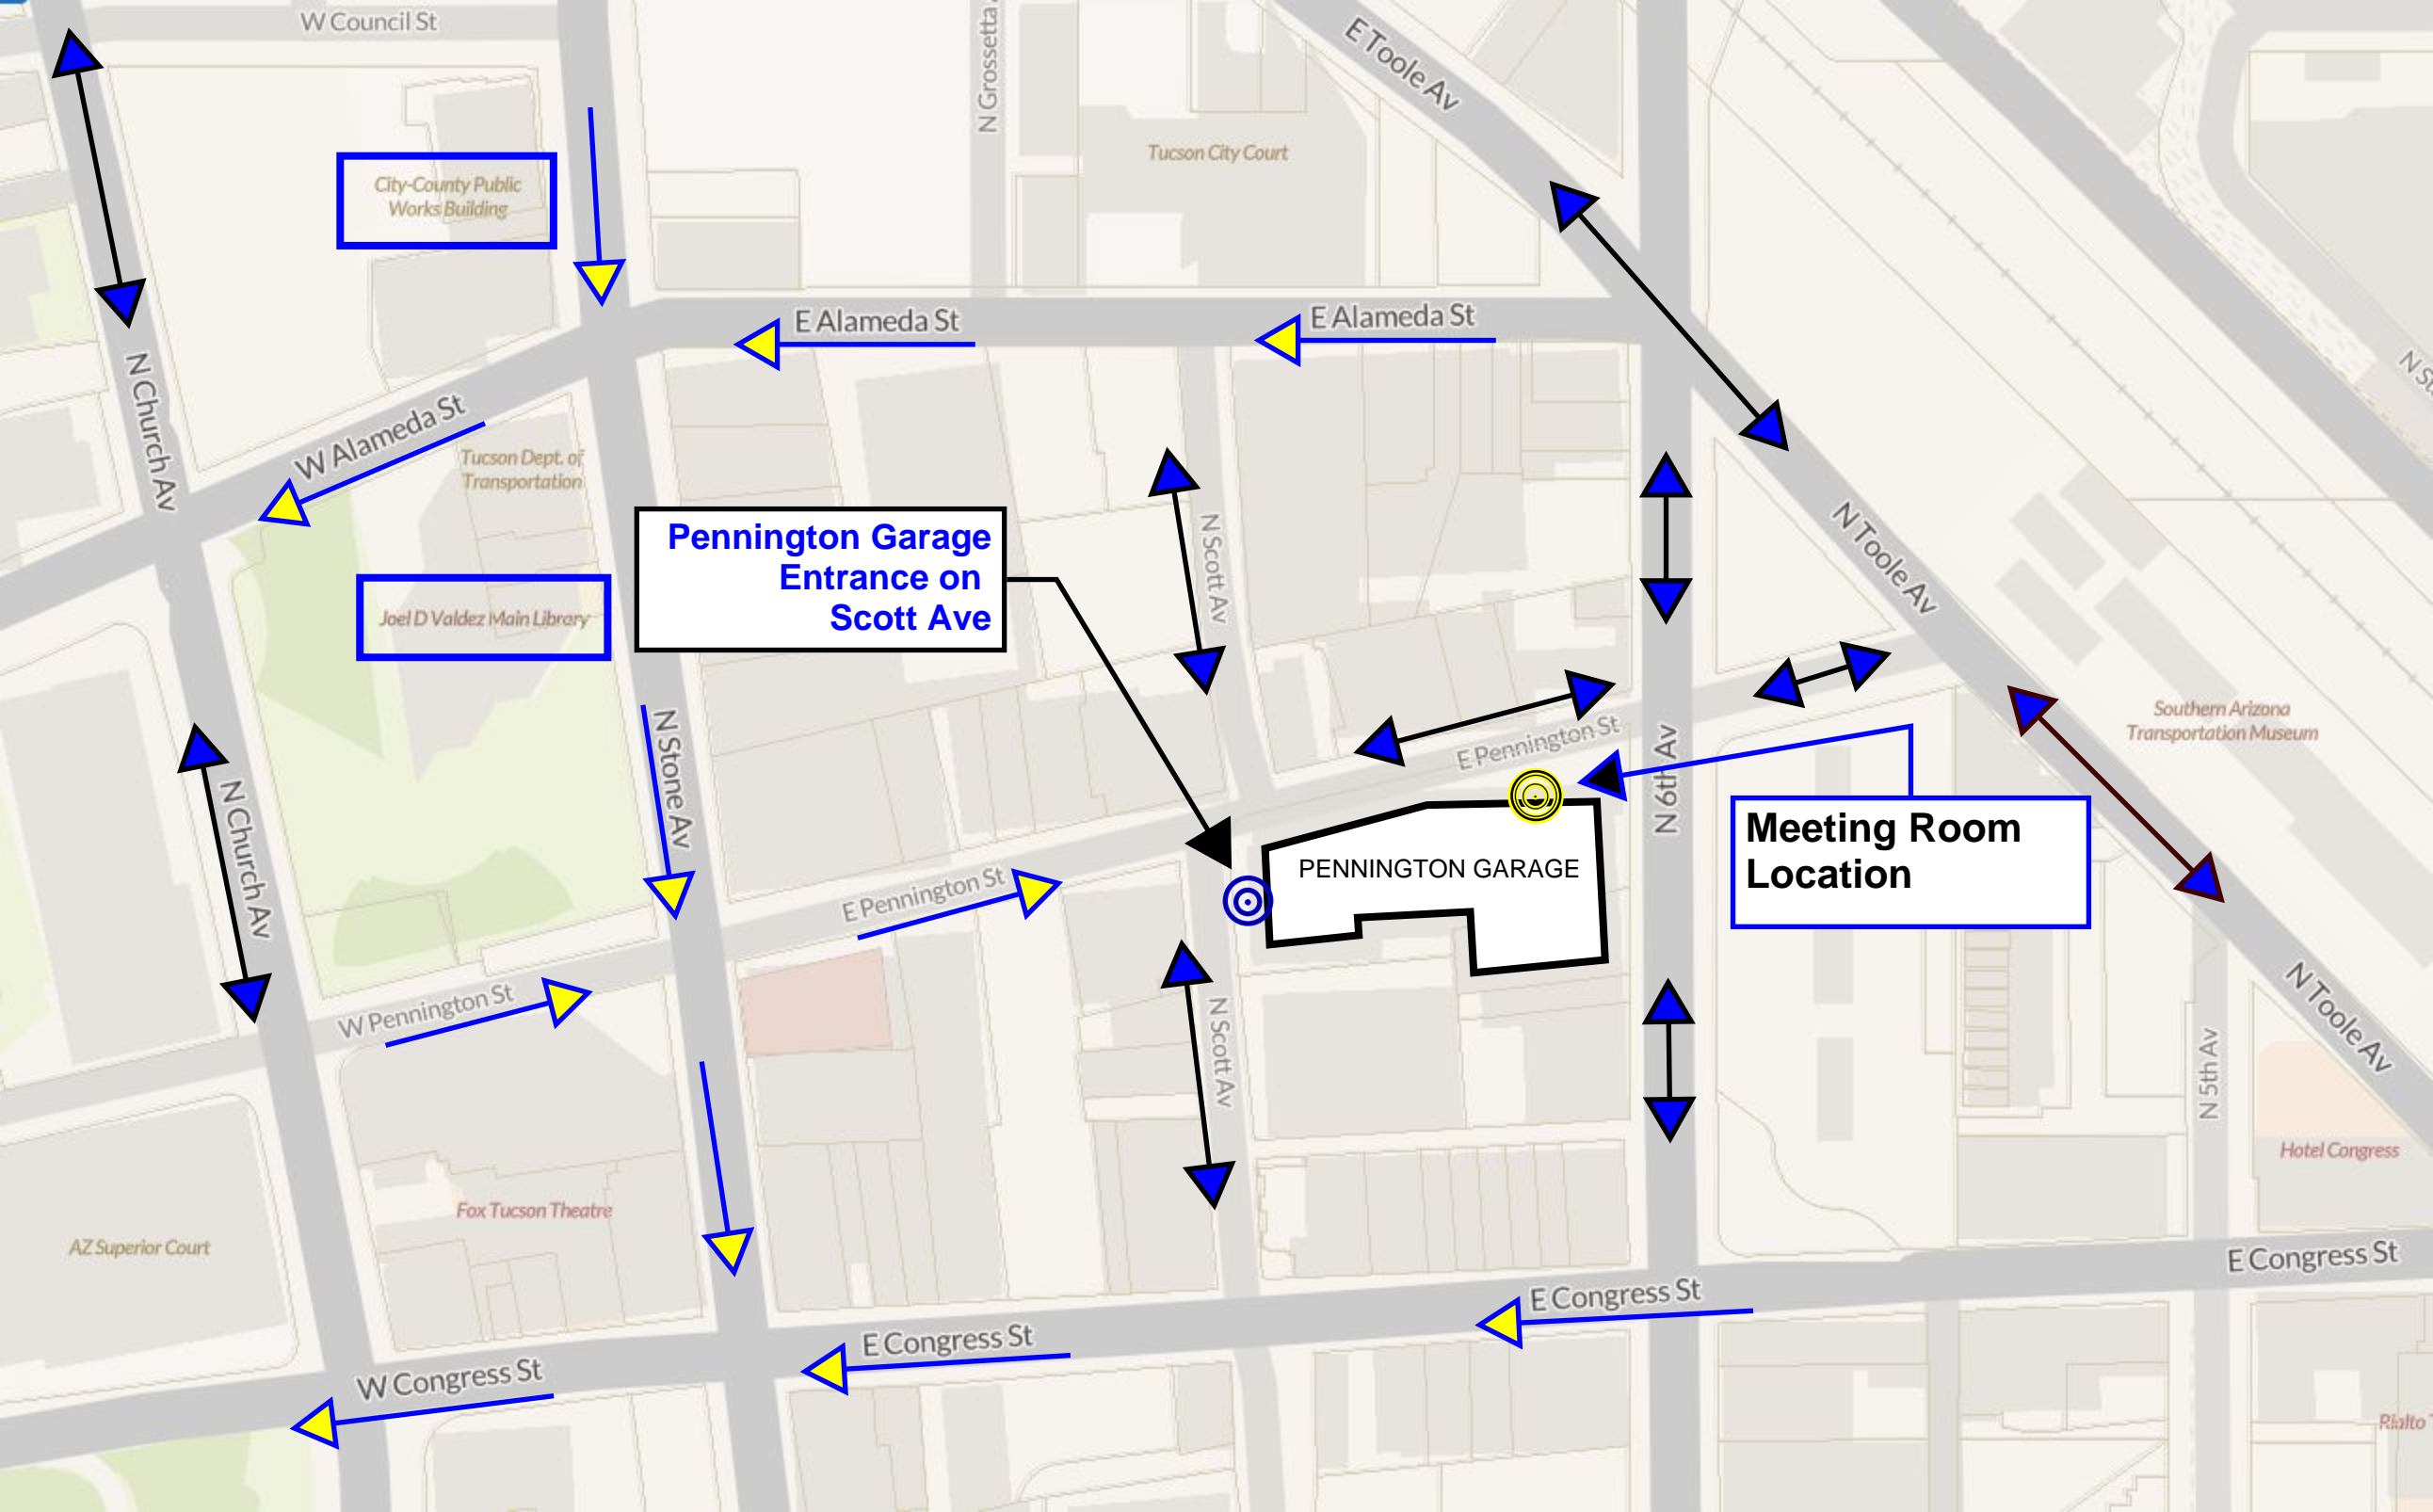 W Council St
N Grossetta
E Toole Av
Tucson City Court
City-County Public
Works Building
E Alameda St
E Alameda St
N Church Av
W Alameda St
Tucson Dept. of
Transportation
Pennington Garage
Entrance on
Scott Ave
N Scott Av
N Toole Av
Joel D Valdez Main Library
Southern Arizona
Transportation Museum
N Stone Av
E Pennington St
N 6th Av
N Church Av
Meeting Room
Location
PENNINGTON GARAGE
E Pennington St
W Pennington St
N Scott Av
N Toole Av
N 5th Av
Hotel Congress
Fox Tucson Theatre
AZ Superior Court
E Congress St
E Congress St
E Congress St
W Congress St
Rialto